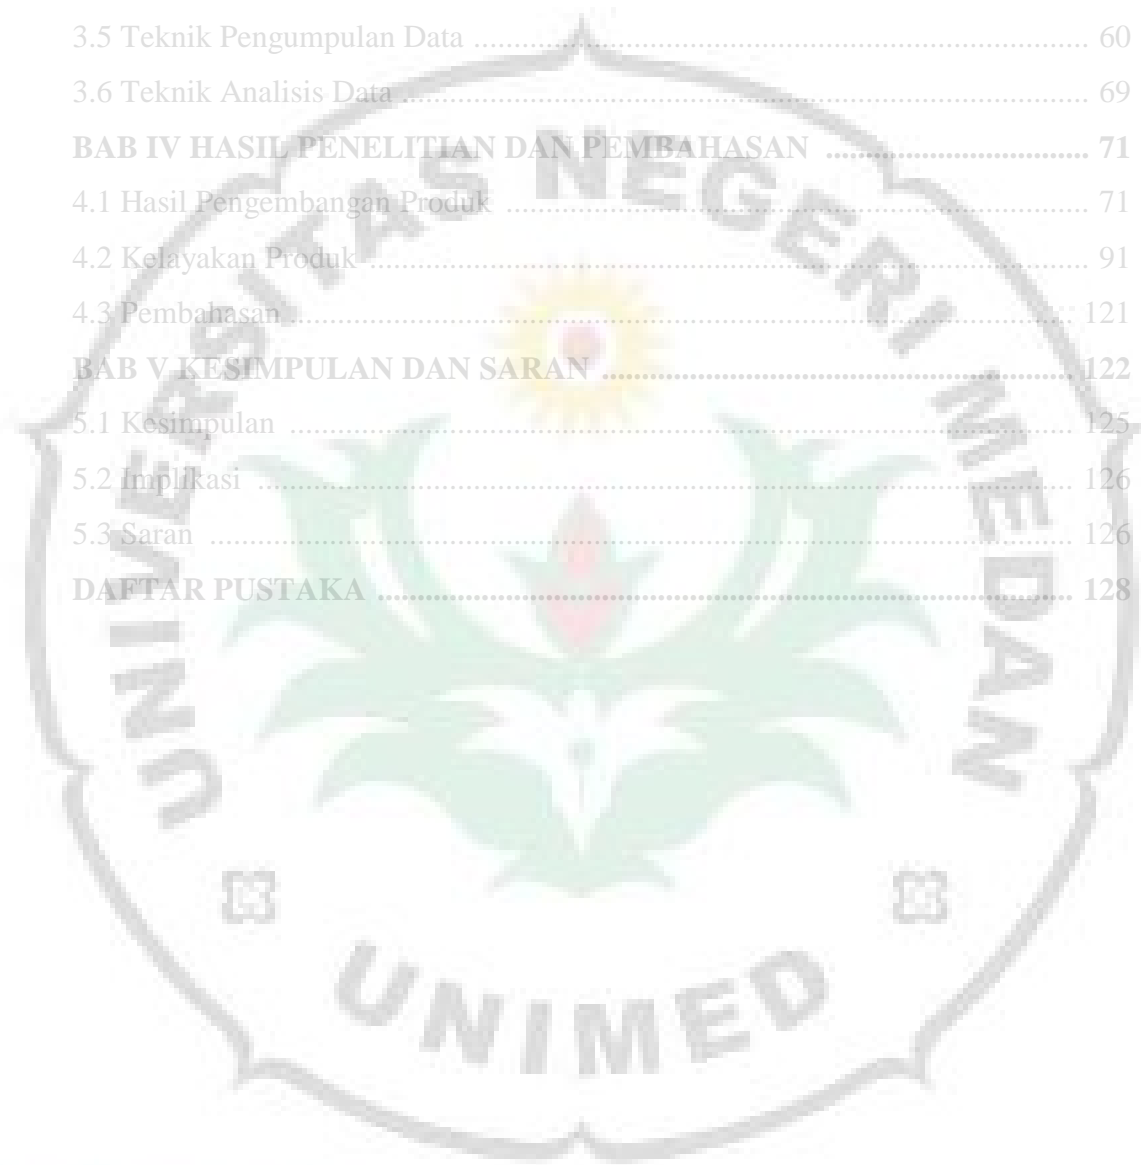 3.5 Teknik Pengumpulan Data ........................................................ 60
3.6 Teknik Analisis Data ........................................................ 69
BAB IV HASIL PENELITIAN DAN PEMBAHASAN ............................ 71
4.1 Hasil Pengembangan Produk ........................................................ 71
4.2 Kelayakan Produk ........................................................ 91
4.3 Pembahasan ........................................................ 121
BAB V KESIMPULAN DAN SARAN ............................................ 122
5.1 Kesimpulan ........................................................ 125
5.2 Implikasi ........................................................ 126
5.3 Saran ........................................................ 126
DAFTAR PUSTAKA ........................................................ 128
UNIVERSITAS NEGERI MEDAN
UNIMED